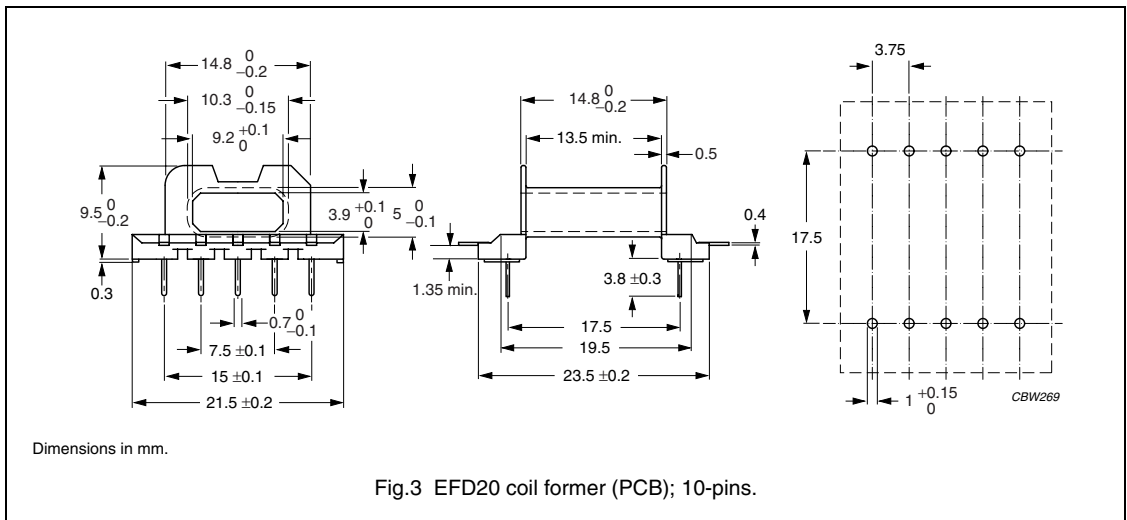 14.8 0 −0.2
10.3 0 −0.15
9.2 +0.1 0
9.5 0 −0.2
3.9 +0.1 0
5 0 −0.1
0.3
0.7 0 −0.1
7.5 ±0.1
15 ±0.1
21.5 ±0.2
14.8 0 −0.2
13.5 min.
0.5
0.4
1.35 min.
3.8 ±0.3
17.5
19.5
23.5 ±0.2
3.75
17.5
1 +0.15 0
CBW269
Dimensions in mm.
Fig.3 EFD20 coil former (PCB); 10-pins.